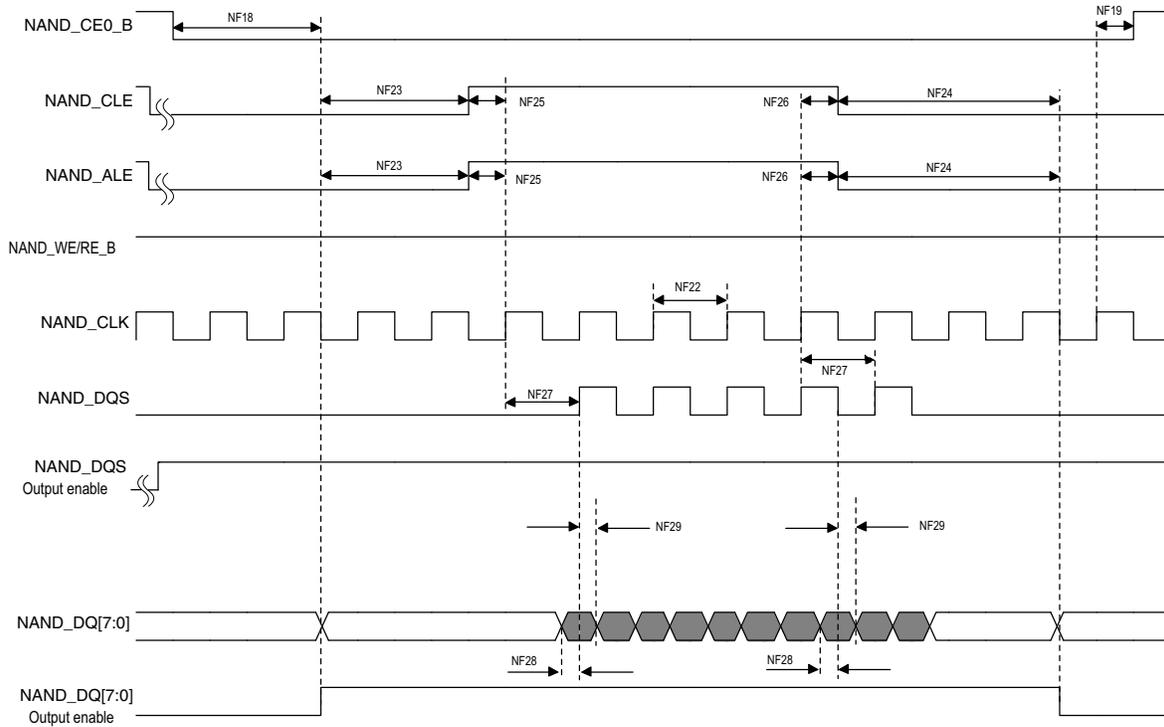 NAND_CE0_B
NF18
NF19
NAND_CLE
NF23
NF25
NF26
NF24
NAND_ALE
NF23
NF25
NF26
NF24
NAND_WE/RE_B
NAND_CLK
NF22
NF27
NAND_DQS
NF27
NAND_DQS
Output enable
NF29
NF29
NAND_DQ[7:0]
NF28
NF28
NAND_DQ[7:0]
Output enable